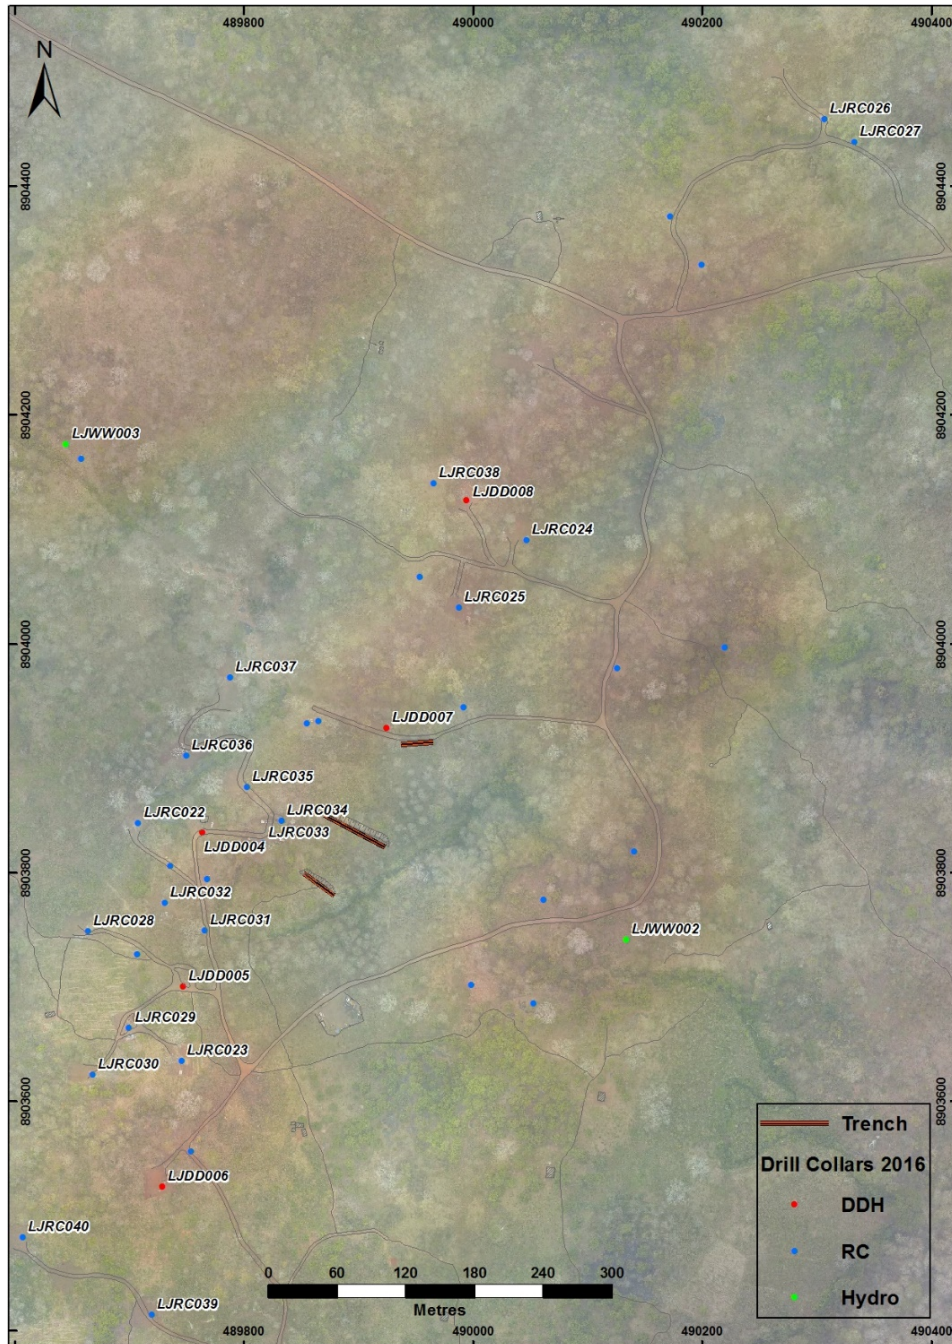 489800
490000
490200
490400
N
LJRC026
LJRC027
8904400
8904400
8904200
8904200
LJWW003
LJRC038
LJDD008
LJRC024
LJRC025
8904000
8904000
LJRC037
LJDD007
LJRC036
LJRC035
LJRC022
LJRC034
LJRC033
LJDD004
8903800
8903800
LJRC032
LJRC028
LJRC031
LJWW002
LJDD005
LJRC029
LJRC023
LJRC030
8903600
8903600
Trench
Drill Collars 2016
DDH
RC
Hydro
LJDD006
LJRC040
LJRC039
0 60 120 180 240 300
Metres
489800
490000
490200
490400